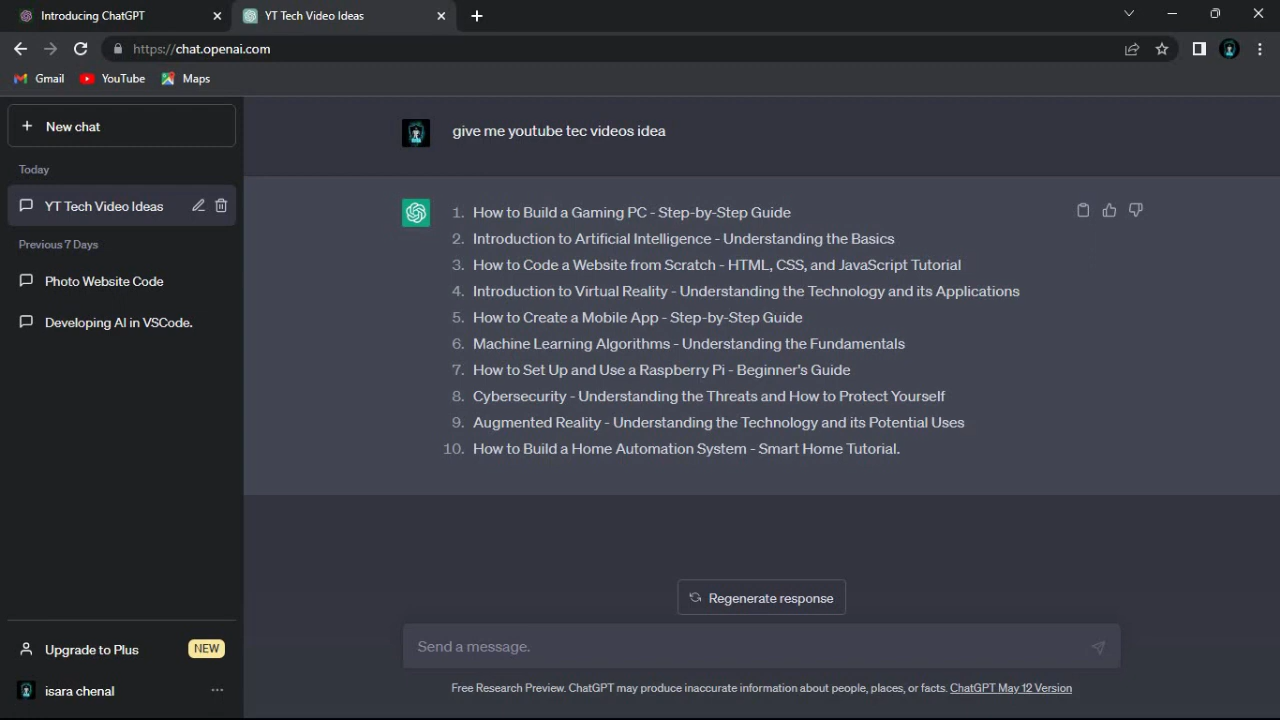 Introducing ChatGPT
YT Tech Video Ideas
https://chat.openai.com
Gmail
YouTube
Maps
New chat
Today
YT Tech Video Ideas
Previous 7 Days
Photo Website Code
Developing AI in VSCode.
Upgrade to Plus
NEW
isara chenal
give me youtube tec videos idea
1. How to Build a Gaming PC - Step-by-Step Guide
2. Introduction to Artificial Intelligence - Understanding the Basics
3. How to Code a Website from Scratch - HTML, CSS, and JavaScript Tutorial
4. Introduction to Virtual Reality - Understanding the Technology and its Applications
5. How to Create a Mobile App - Step-by-Step Guide
6. Machine Learning Algorithms - Understanding the Fundamentals
7. How to Set Up and Use a Raspberry Pi - Beginner's Guide
8. Cybersecurity - Understanding the Threats and How to Protect Yourself
9. Augmented Reality - Understanding the Technology and its Potential Uses
10. How to Build a Home Automation System - Smart Home Tutorial.
Regenerate response
Send a message.
Free Research Preview. ChatGPT may produce inaccurate information about people, places, or facts. ChatGPT May 12 Version